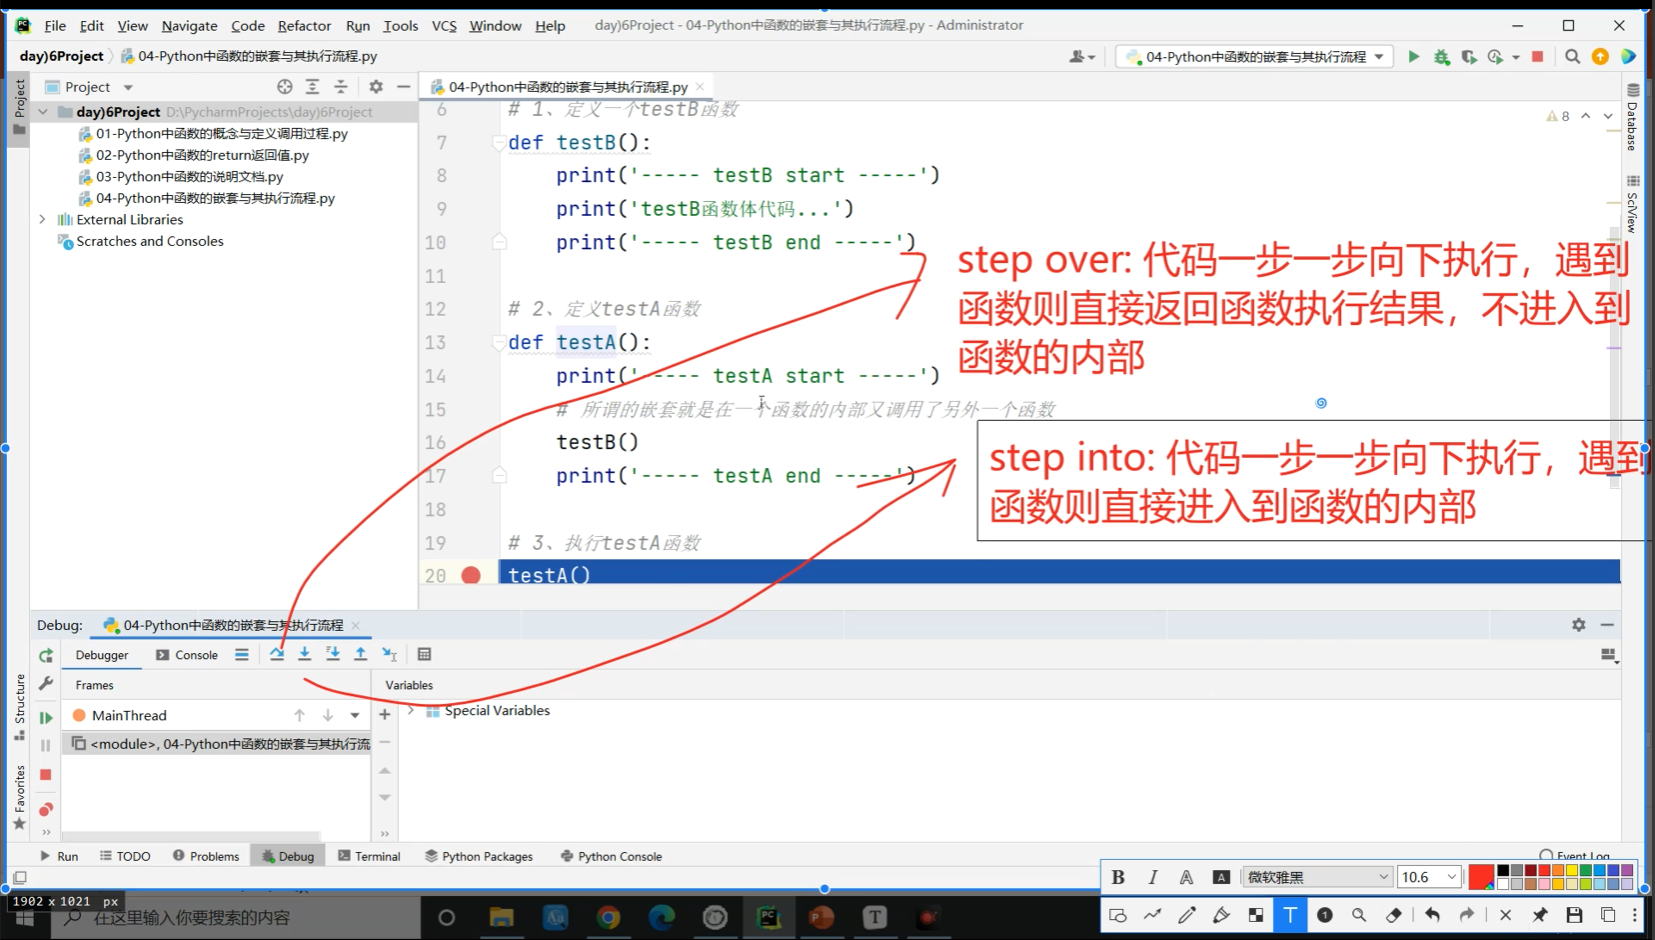 File Edit View Navigate Code Refactor Run Tools VCS Window Help day)6Project - 04-Python中函数的嵌套与其执行流程.py - Administrator
day)6Project 04-Python中函数的嵌套与其执行流程.py
04-Python中函数的嵌套与其执行流程
Project
Project
04-Python中函数的嵌套与其执行流程.py
day)6Project D:\PycharmProjects\day)6Project
01-Python中函数的概念与定义调用过程.py
02-Python中函数的return返回值.py
03-Python中函数的说明文档.py
04-Python中函数的嵌套与其执行流程.py
External Libraries
Scratches and Consoles
8
Database
SciView
6 # 1、定义一个testB函数
7 def testB():
8 print('----- testB start -----')
9 print('testB函数体代码...')
10 print('----- testB end -----')
11
12 # 2、定义testA函数
13 def testA():
14 print('----- testA start -----')
15 # 所谓的嵌套就是在一个函数的内部又调用了另外一个函数
16 testB()
17 print('----- testA end -----')
18
19 # 3、执行testA函数
20 testA()
step over: 代码一步一步向下执行，遇到
函数则直接返回函数执行结果，不进入到
函数的内部
step into: 代码一步一步向下执行，遇到
函数则直接进入到函数的内部
Debug: 04-Python中函数的嵌套与其执行流程
Debugger Console
Frames Variables
MainThread
Special Variables
<module>, 04-Python中函数的嵌套与其执行流
Structure
Favorites
Run TODO Problems Debug Terminal Python Packages Python Console Event Log
B I A A 微软雅黑 10.6
1902 x 1021 px
在这里输入你要搜索的内容